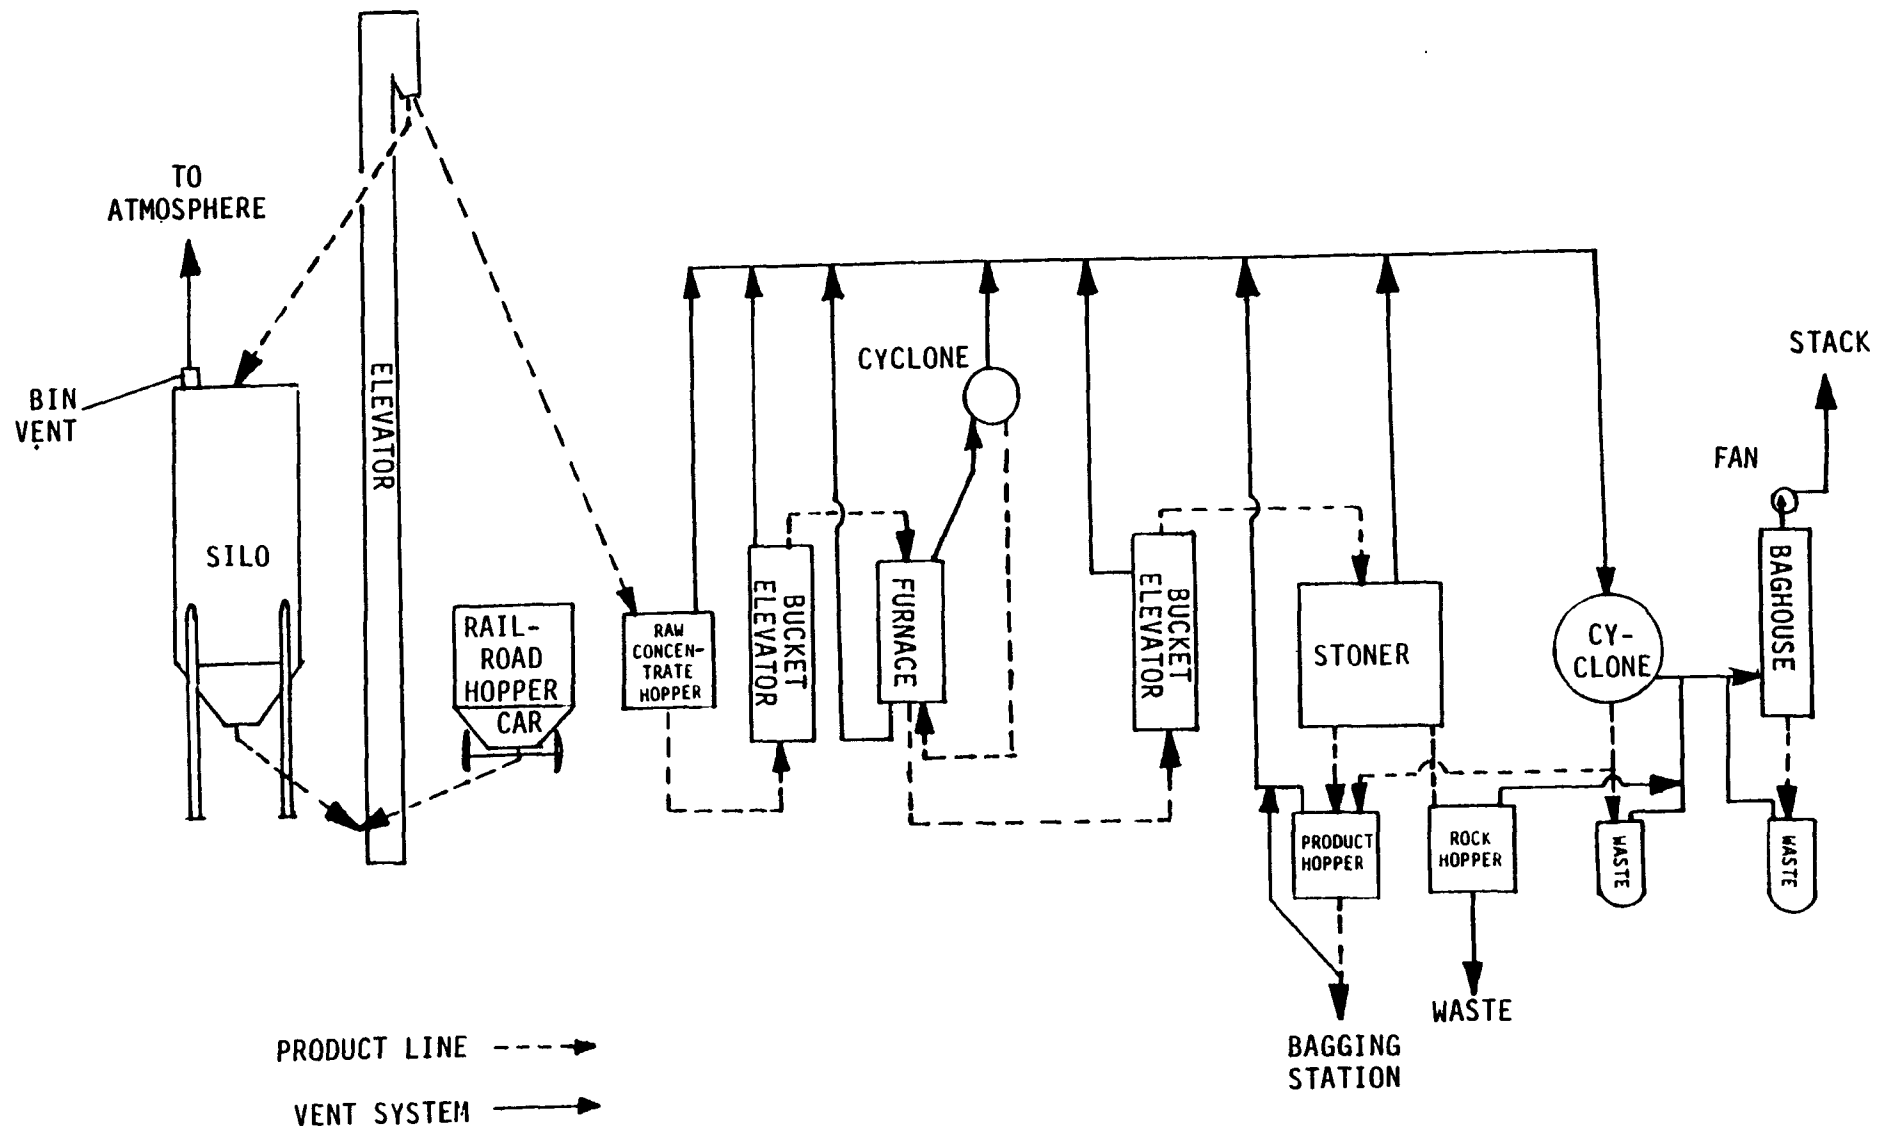 TO
ATMOSPHERE
BIN
VENT
SILO
ELEVATOR
RAIL-
ROAD
HOPPER
CAR
RAW
CONCEN-
TRATE
HOPPER
BUCKET
ELEVATOR
FURNACE
CYCLONE
BUCKET
ELEVATOR
STONER
CY-
CLONE
STACK
FAN
BAGHOUSE
PRODUCT
HOPPER
ROCK
HOPPER
WASTE
WASTE
WASTE
BAGGING
STATION
PRODUCT LINE
VENT SYSTEM